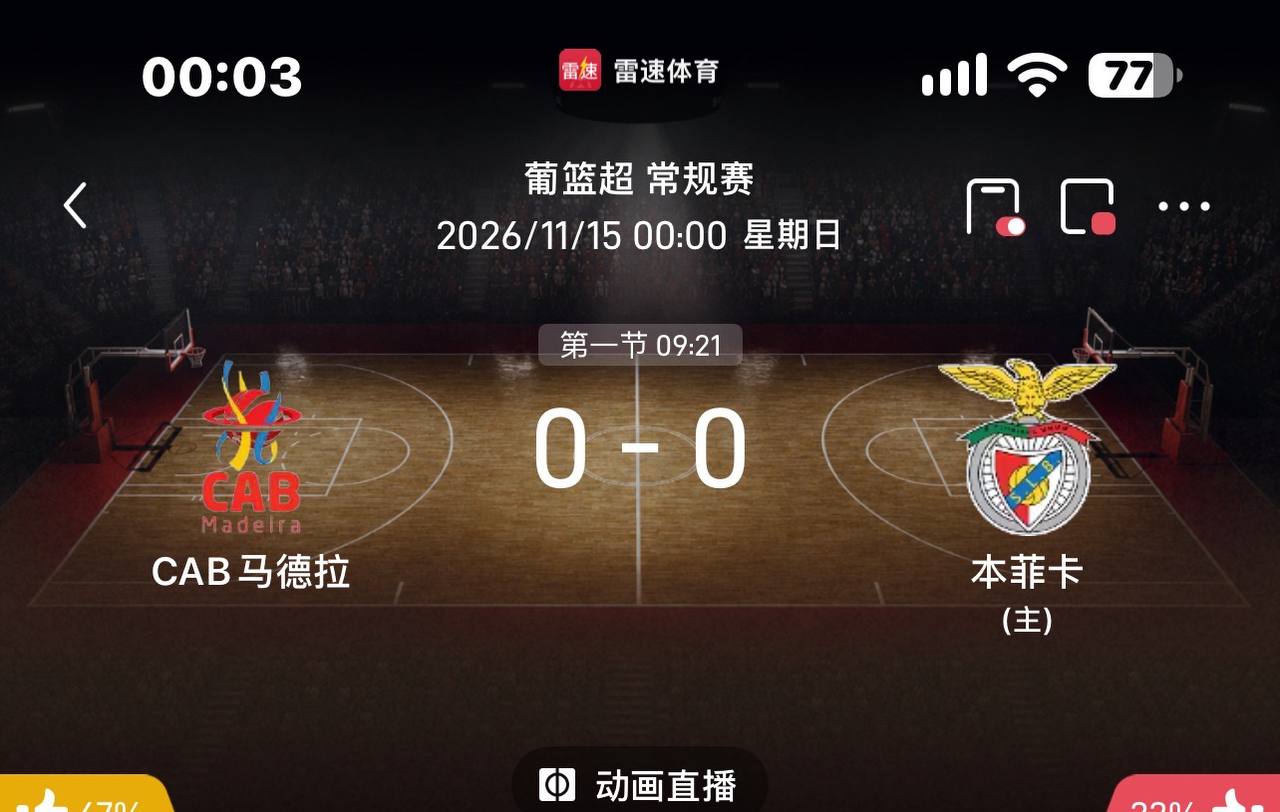 00:03
雷速 雷速体育
77
葡篮超 常规赛
2026/11/15 00:00 星期日
第一节 09:21
0 - 0
CAB
Madeira
CAB马德拉
本菲卡
(主)
动画直播